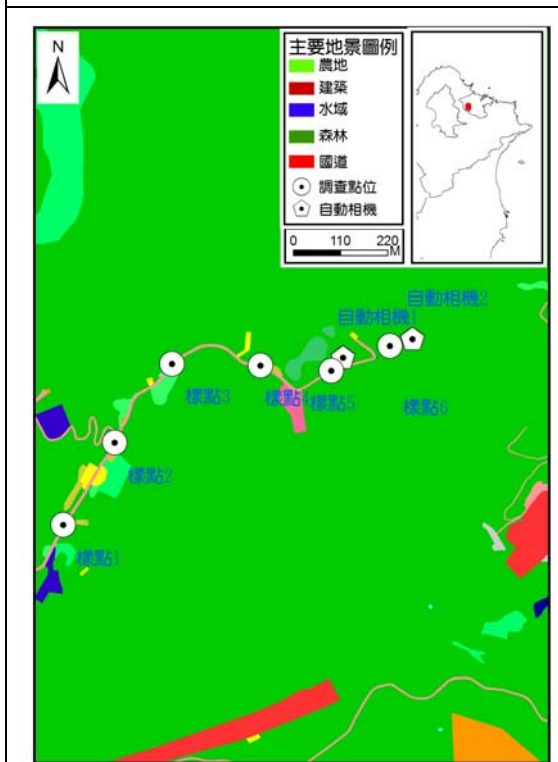 N
主要地景圖例
農地
建築
水域
森林
國道
調查點位
自動相機
0 110 220
M
自動相機2
自動相機1
樣點3
樣點4
樣點5
樣點6
樣點2
樣點1